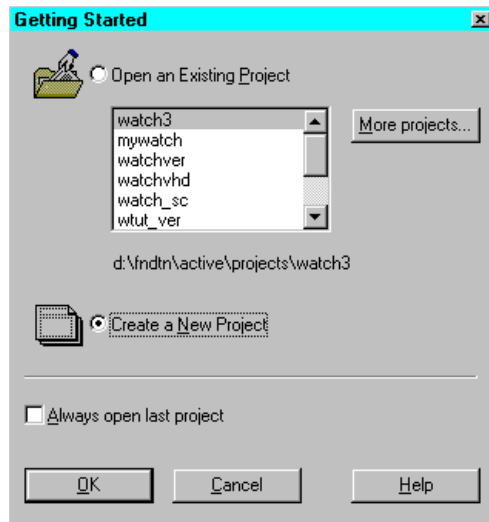 Getting Started
Open an Existing Project
watch3
mywatch
watchver
watchvhd
watch_sc
wtut_ver
More projects...
d:\fndtn\active\projects\watch3
Create a New Project
Always open last project
OK
Cancel
Help